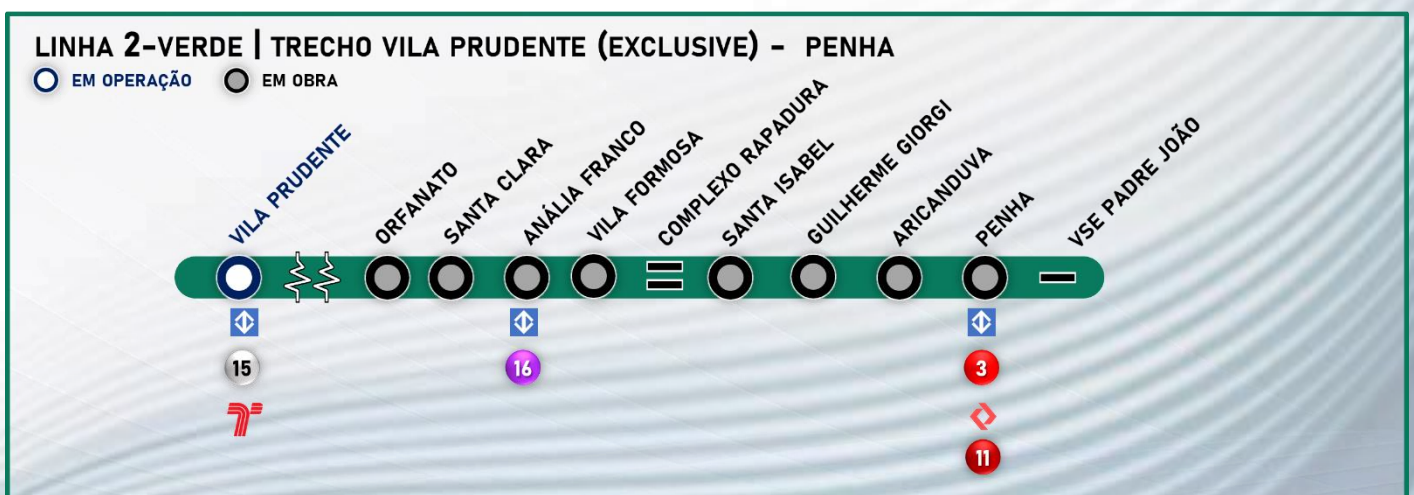 LINHA 2-VERDE | TRECHO VILA PRUDENTE (EXCLUSIVE) - PENHA
EM OPERAÇÃO
EM OBRA
VILA PRUDENTE
ORFANATO
SANTA CLARA
ANÁLIA FRANCO
VILA FORMOSA
COMPLEXO RAPADURA
SANTA ISABEL
GUILHERME GIORGI
ARICANDUVA
PENHA
VSE PADRE JOÃO
15
16
3
11